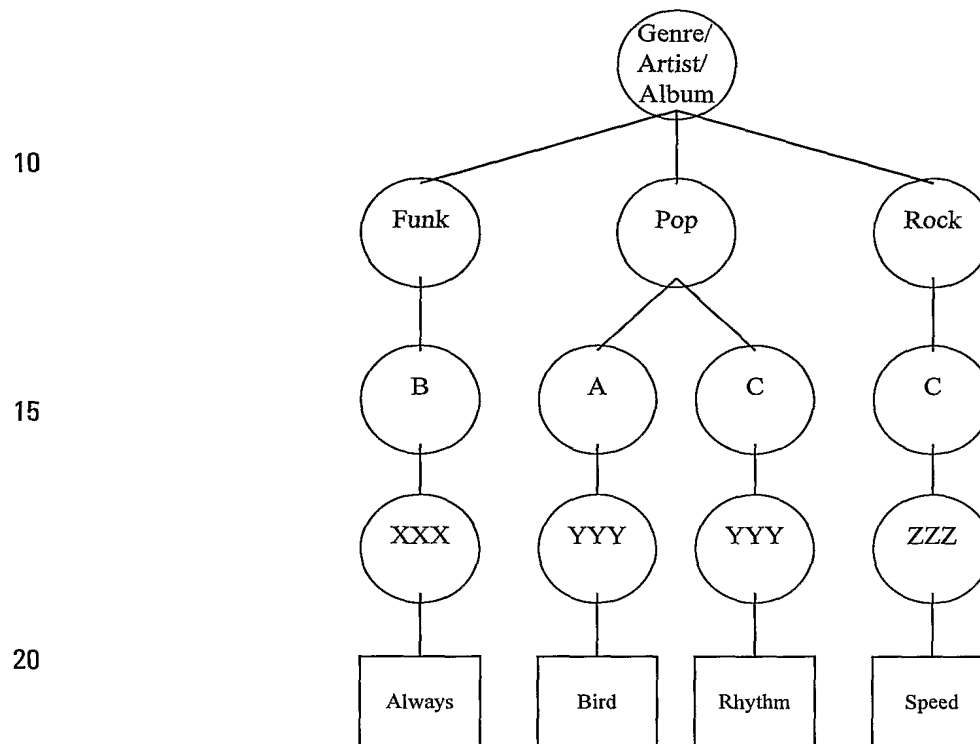 Genre/
Artist/
Album
10
Funk Pop Rock
B A C C
15
XXX YYY YYY ZZZ
20
Always Bird Rhythm Speed